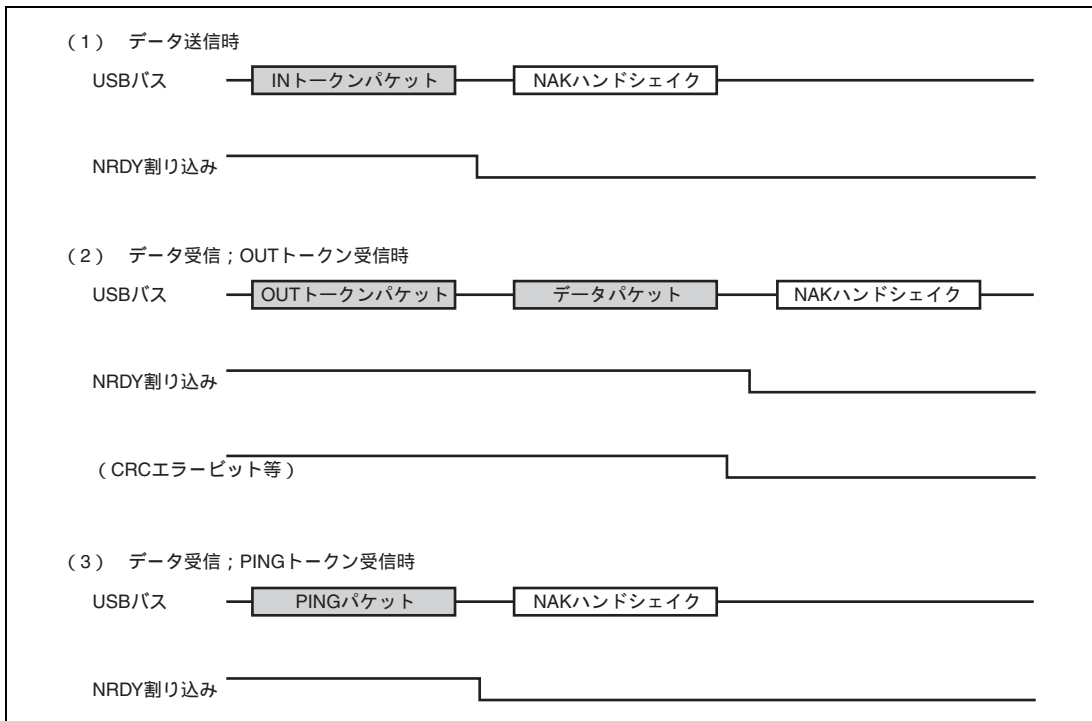 （1） データ送信時
USBバス INトークンパケット NAKハンドシェイク
NRDY割り込み
（2） データ受信；OUTトークン受信時
USBバス OUTトークンパケット データパケット NAKハンドシェイク
NRDY割り込み
（CRCエラービット等）
（3） データ受信；PINGトークン受信時
USBバス PINGパケット NAKハンドシェイク
NRDY割り込み